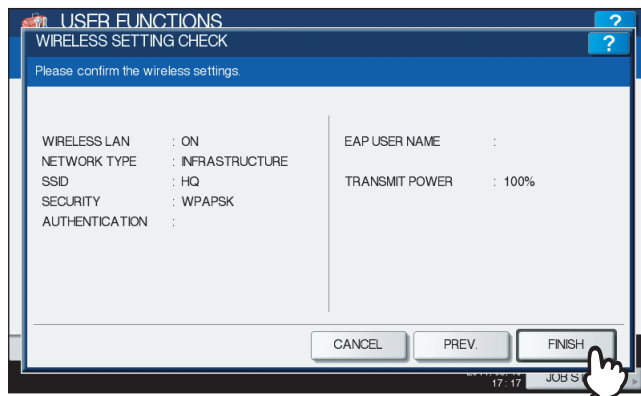 USER FUNCTIONS
?
WIRELESS SETTING CHECK
?
Please confirm the wireless settings.
WIRELESS LAN : ON
NETWORK TYPE : INFRASTRUCTURE
SSID : HQ
SECURITY : WPAPSK
AUTHENTICATION :
EAP USER NAME :
TRANSMIT POWER : 100%
CANCEL
PREV.
FINISH
17:17
JOB ST